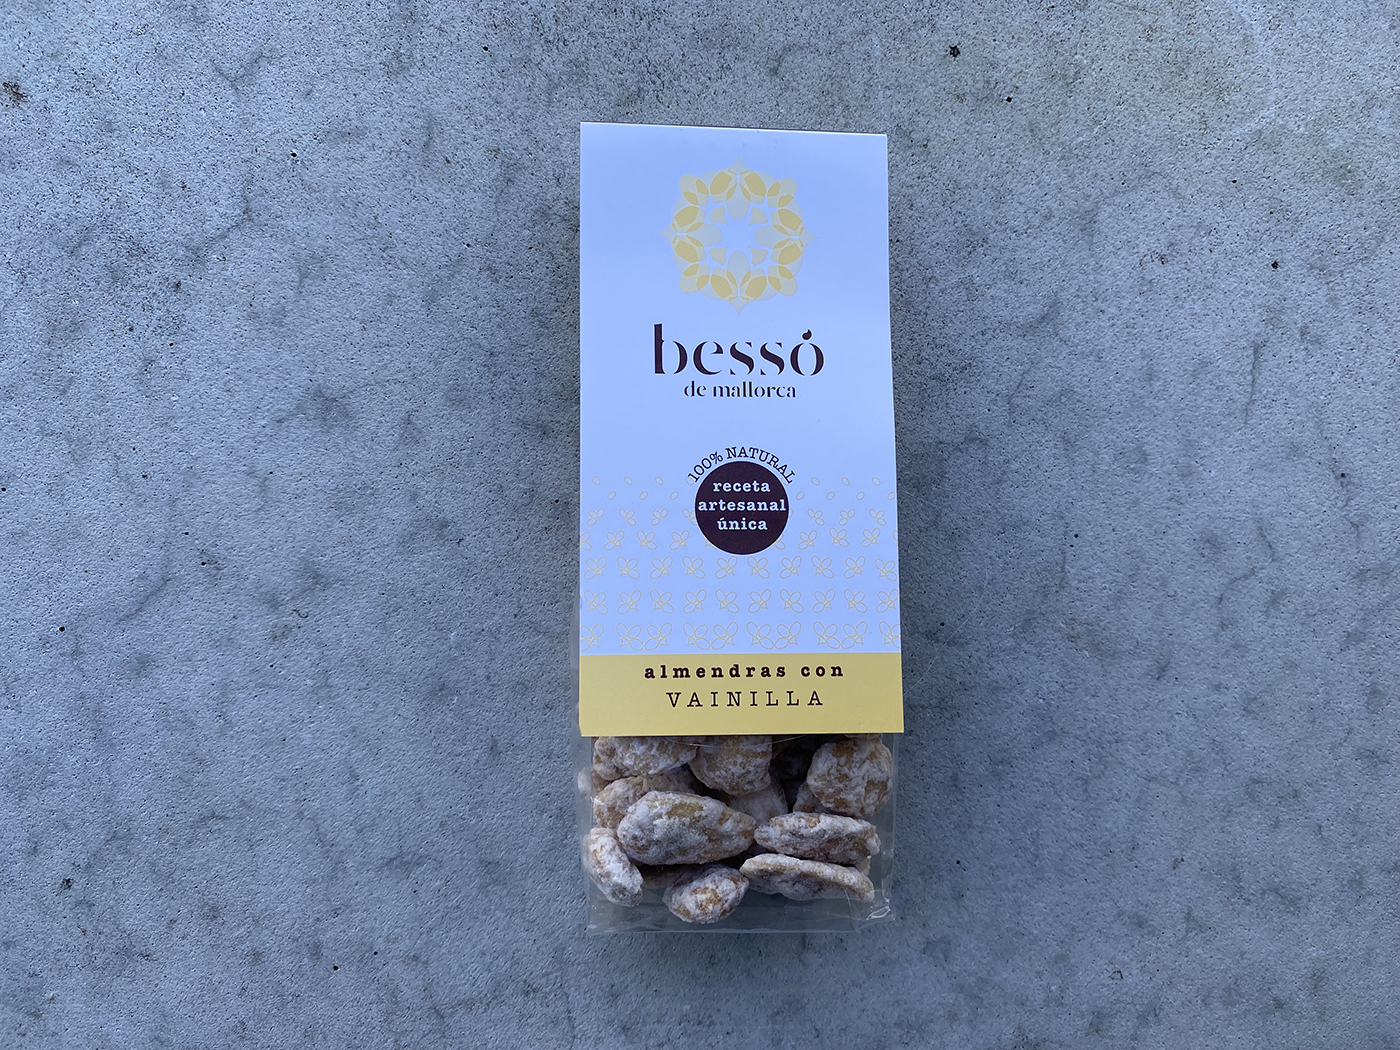 bessó
de mallorca
100% NATURAL
receta
artesanal
única
almendras con
VAINILLA